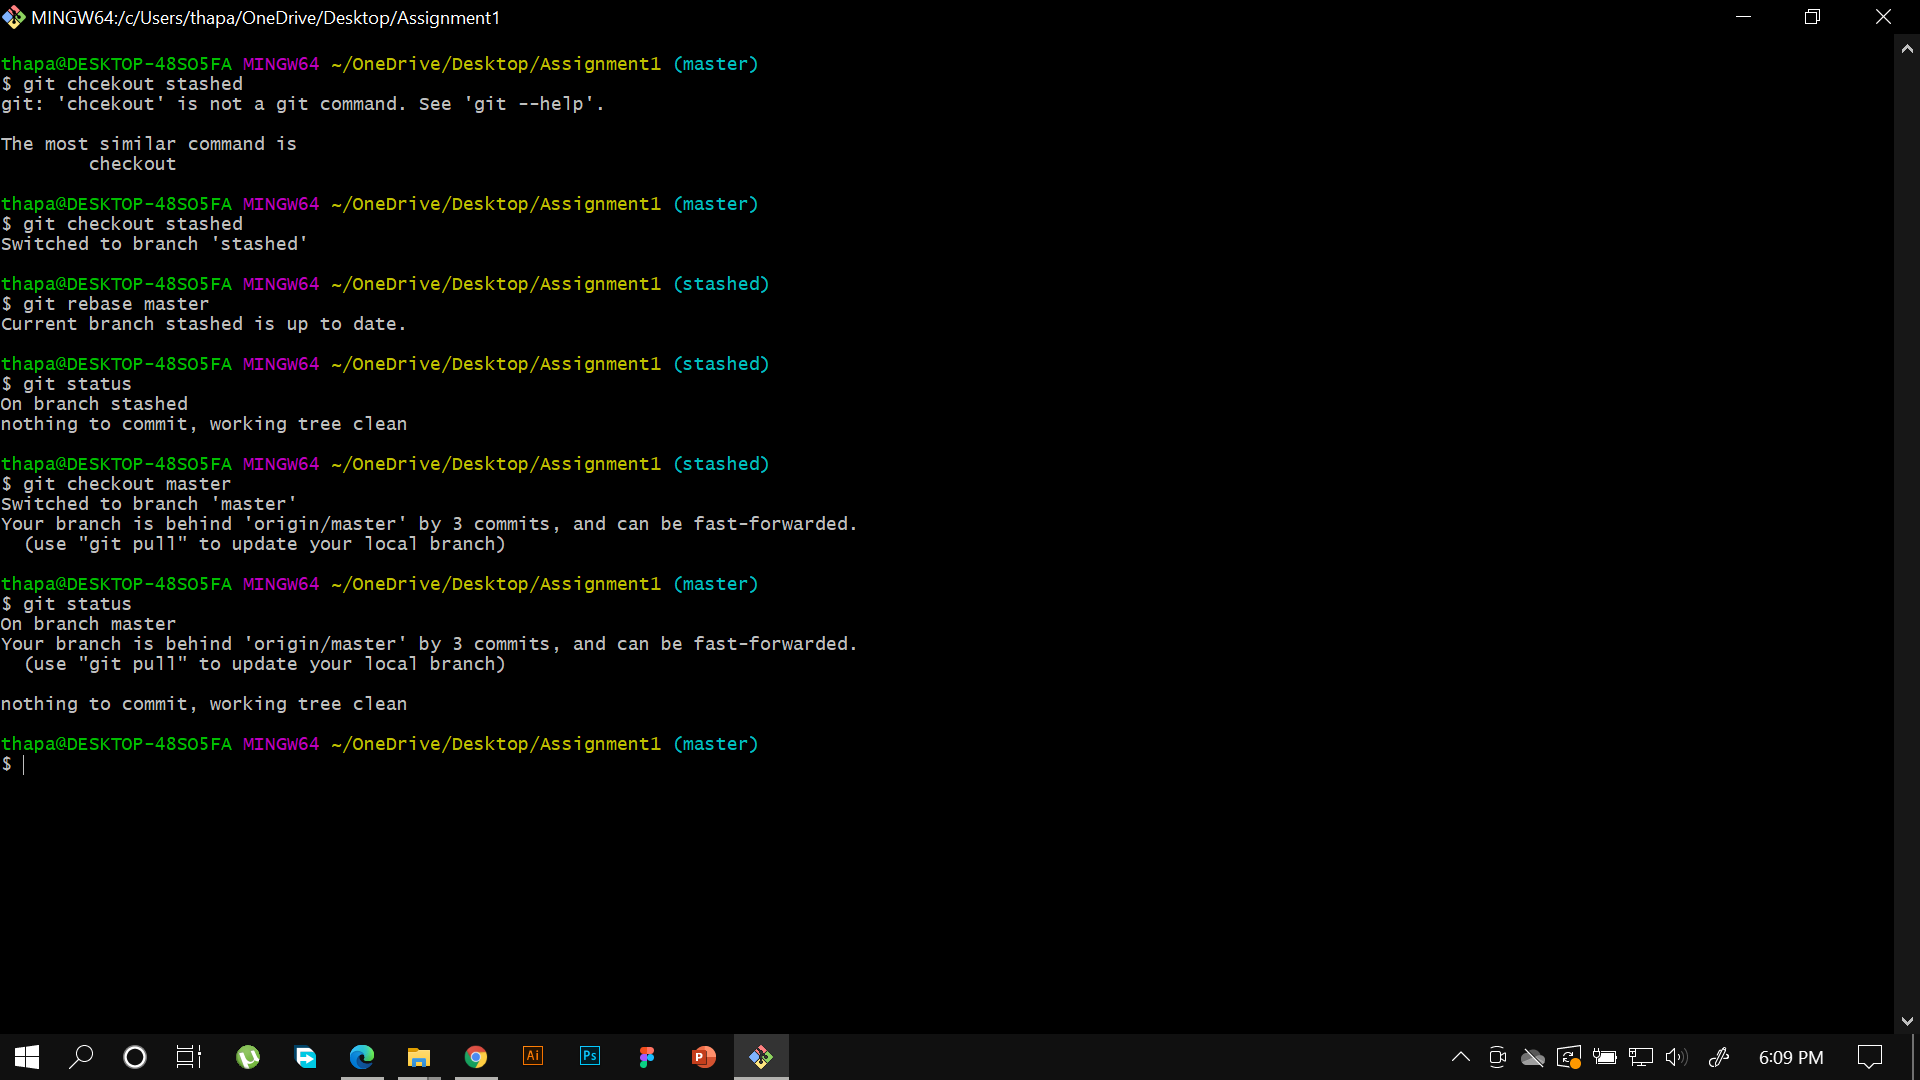 MINGW64:/c/Users/thapa/OneDrive/Desktop/Assignment1
thapa@DESKTOP-48SO5FA MINGW64 ~/OneDrive/Desktop/Assignment1 (master)
$ git chcekout stashed
git: 'chcekout' is not a git command. See 'git --help'.
The most similar command is
checkout
thapa@DESKTOP-48SO5FA MINGW64 ~/OneDrive/Desktop/Assignment1 (master)
$ git checkout stashed
Switched to branch 'stashed'
thapa@DESKTOP-48SO5FA MINGW64 ~/OneDrive/Desktop/Assignment1 (stashed)
$ git rebase master
Current branch stashed is up to date.
thapa@DESKTOP-48SO5FA MINGW64 ~/OneDrive/Desktop/Assignment1 (stashed)
$ git status
On branch stashed
nothing to commit, working tree clean
thapa@DESKTOP-48SO5FA MINGW64 ~/OneDrive/Desktop/Assignment1 (stashed)
$ git checkout master
Switched to branch 'master'
Your branch is behind 'origin/master' by 3 commits, and can be fast-forwarded.
(use "git pull" to update your local branch)
thapa@DESKTOP-48SO5FA MINGW64 ~/OneDrive/Desktop/Assignment1 (master)
$ git status
On branch master
Your branch is behind 'origin/master' by 3 commits, and can be fast-forwarded.
(use "git pull" to update your local branch)
nothing to commit, working tree clean
thapa@DESKTOP-48SO5FA MINGW64 ~/OneDrive/Desktop/Assignment1 (master)
$
Ai
Ps
P
6:09 PM